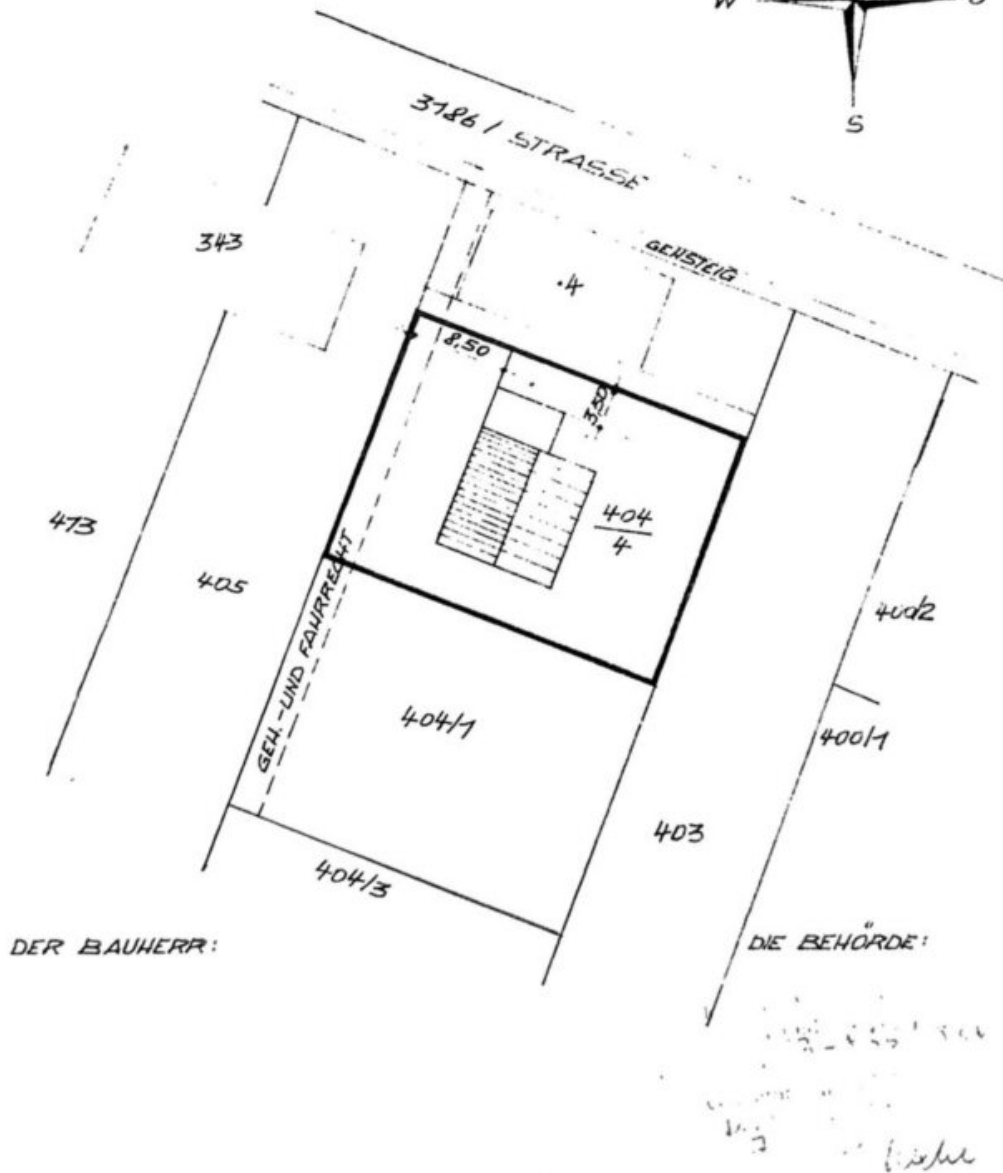 W
S
3186 / STRASSE
343
GEHSTEIG
.4
8,50
3,50
404
4
473
405
400/2
GEH.- UND FAHRRECHT
404/1
400/1
403
404/3
DER BAUHERR:
DIE BEHÖRDE: